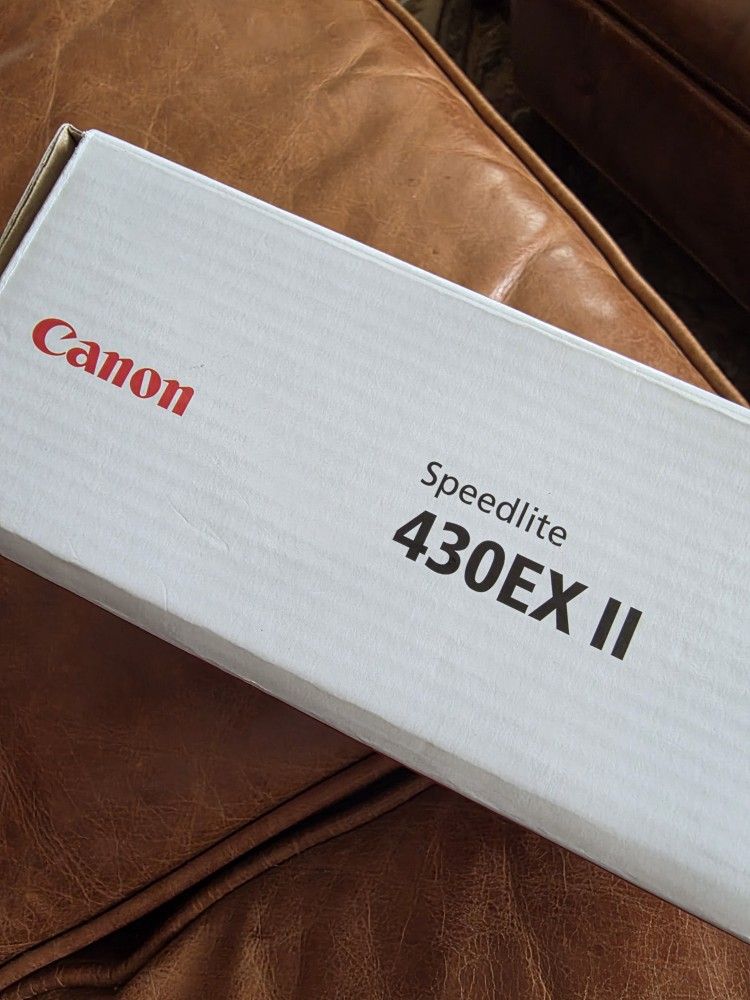 Canon
Speedlite
430EX II